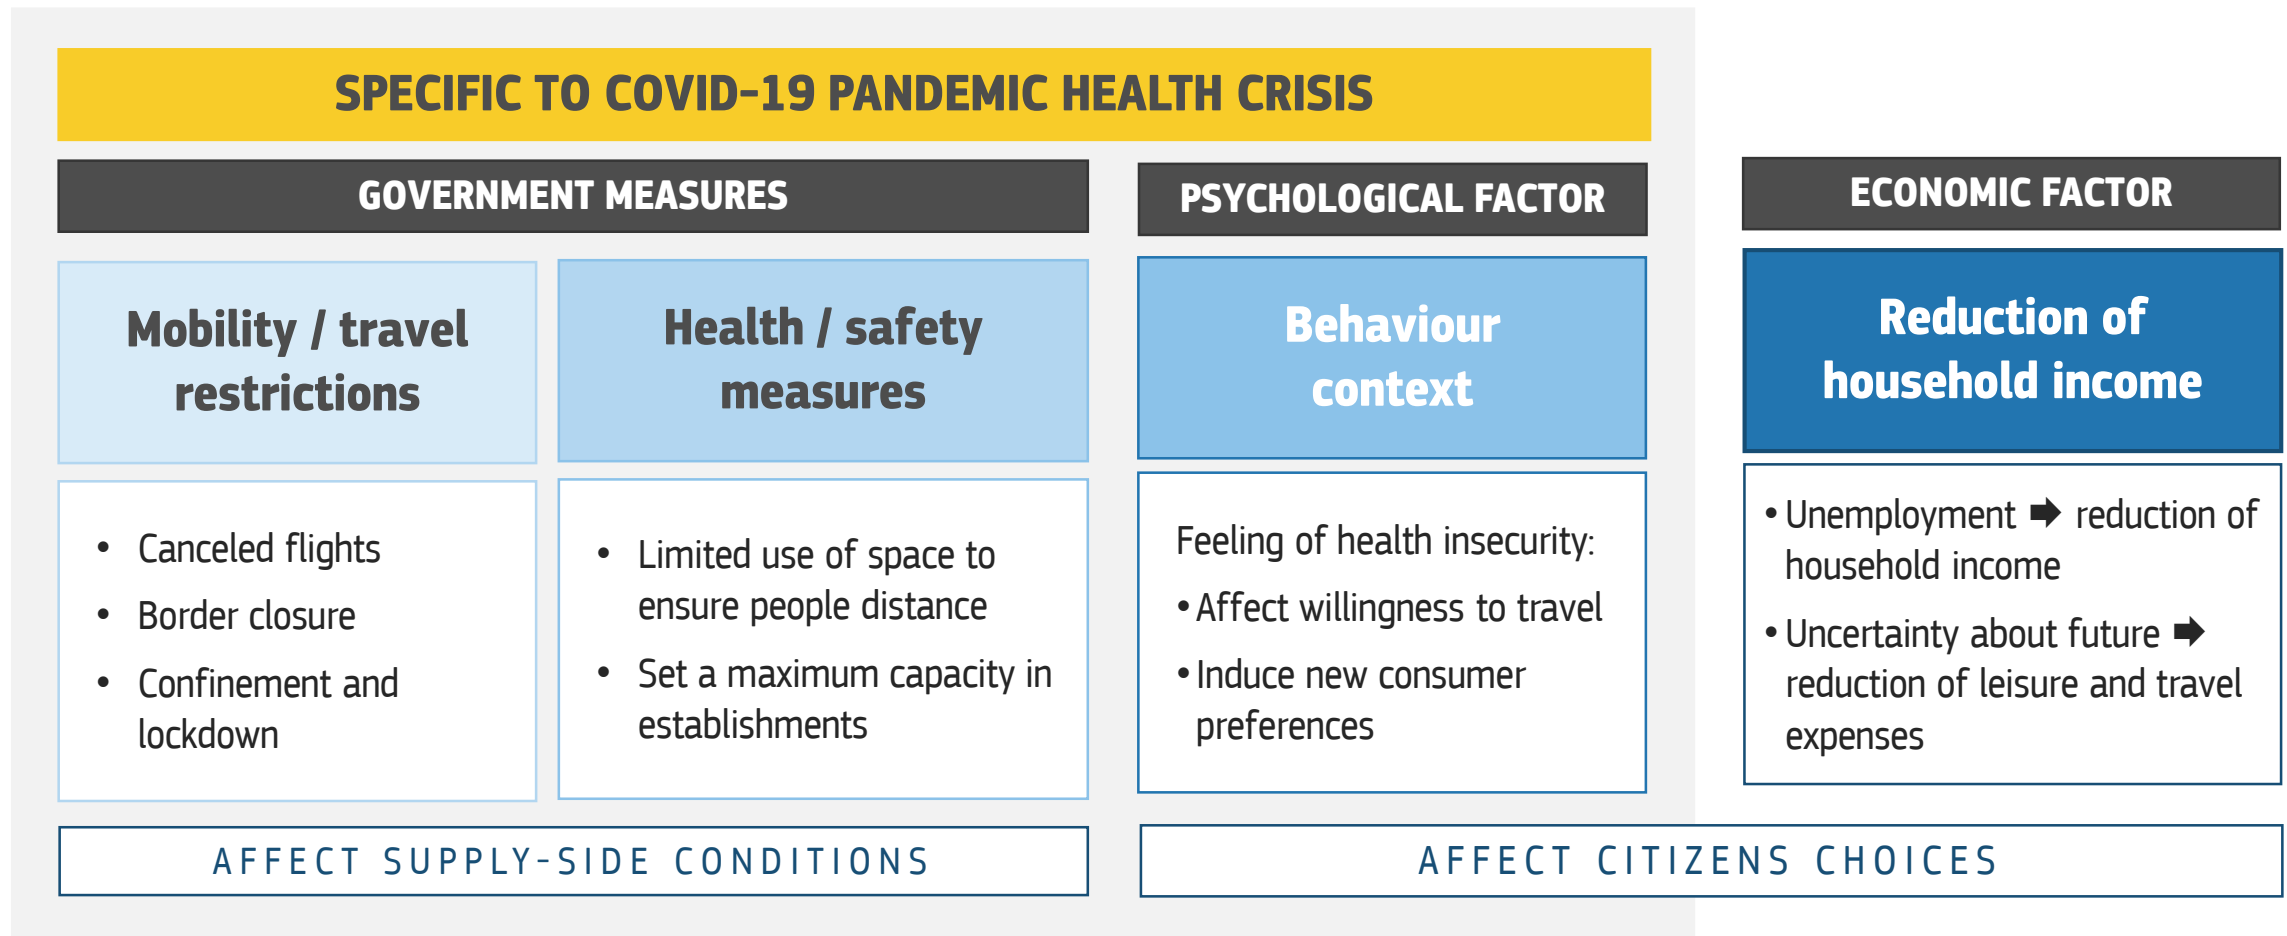 SPECIFIC TO COVID-19 PANDEMIC HEALTH CRISIS
GOVERNMENT MEASURES
Mobility / travel
restrictions
• Canceled flights
• Border closure
• Confinement and
lockdown
Health / safety
measures
• Limited use of space to
ensure people distance
• Set a maximum capacity in
establishments
AFFECT SUPPLY-SIDE CONDITIONS
PSYCHOLOGICAL FACTOR
Behaviour
context
Feeling of health insecurity:
• Affect willingness to travel
• Induce new consumer
preferences
ECONOMIC FACTOR
Reduction of
household income
• Unemployment ➡ reduction of
household income
• Uncertainty about future ➡
reduction of leisure and travel
expenses
AFFECT CITIZENS CHOICES